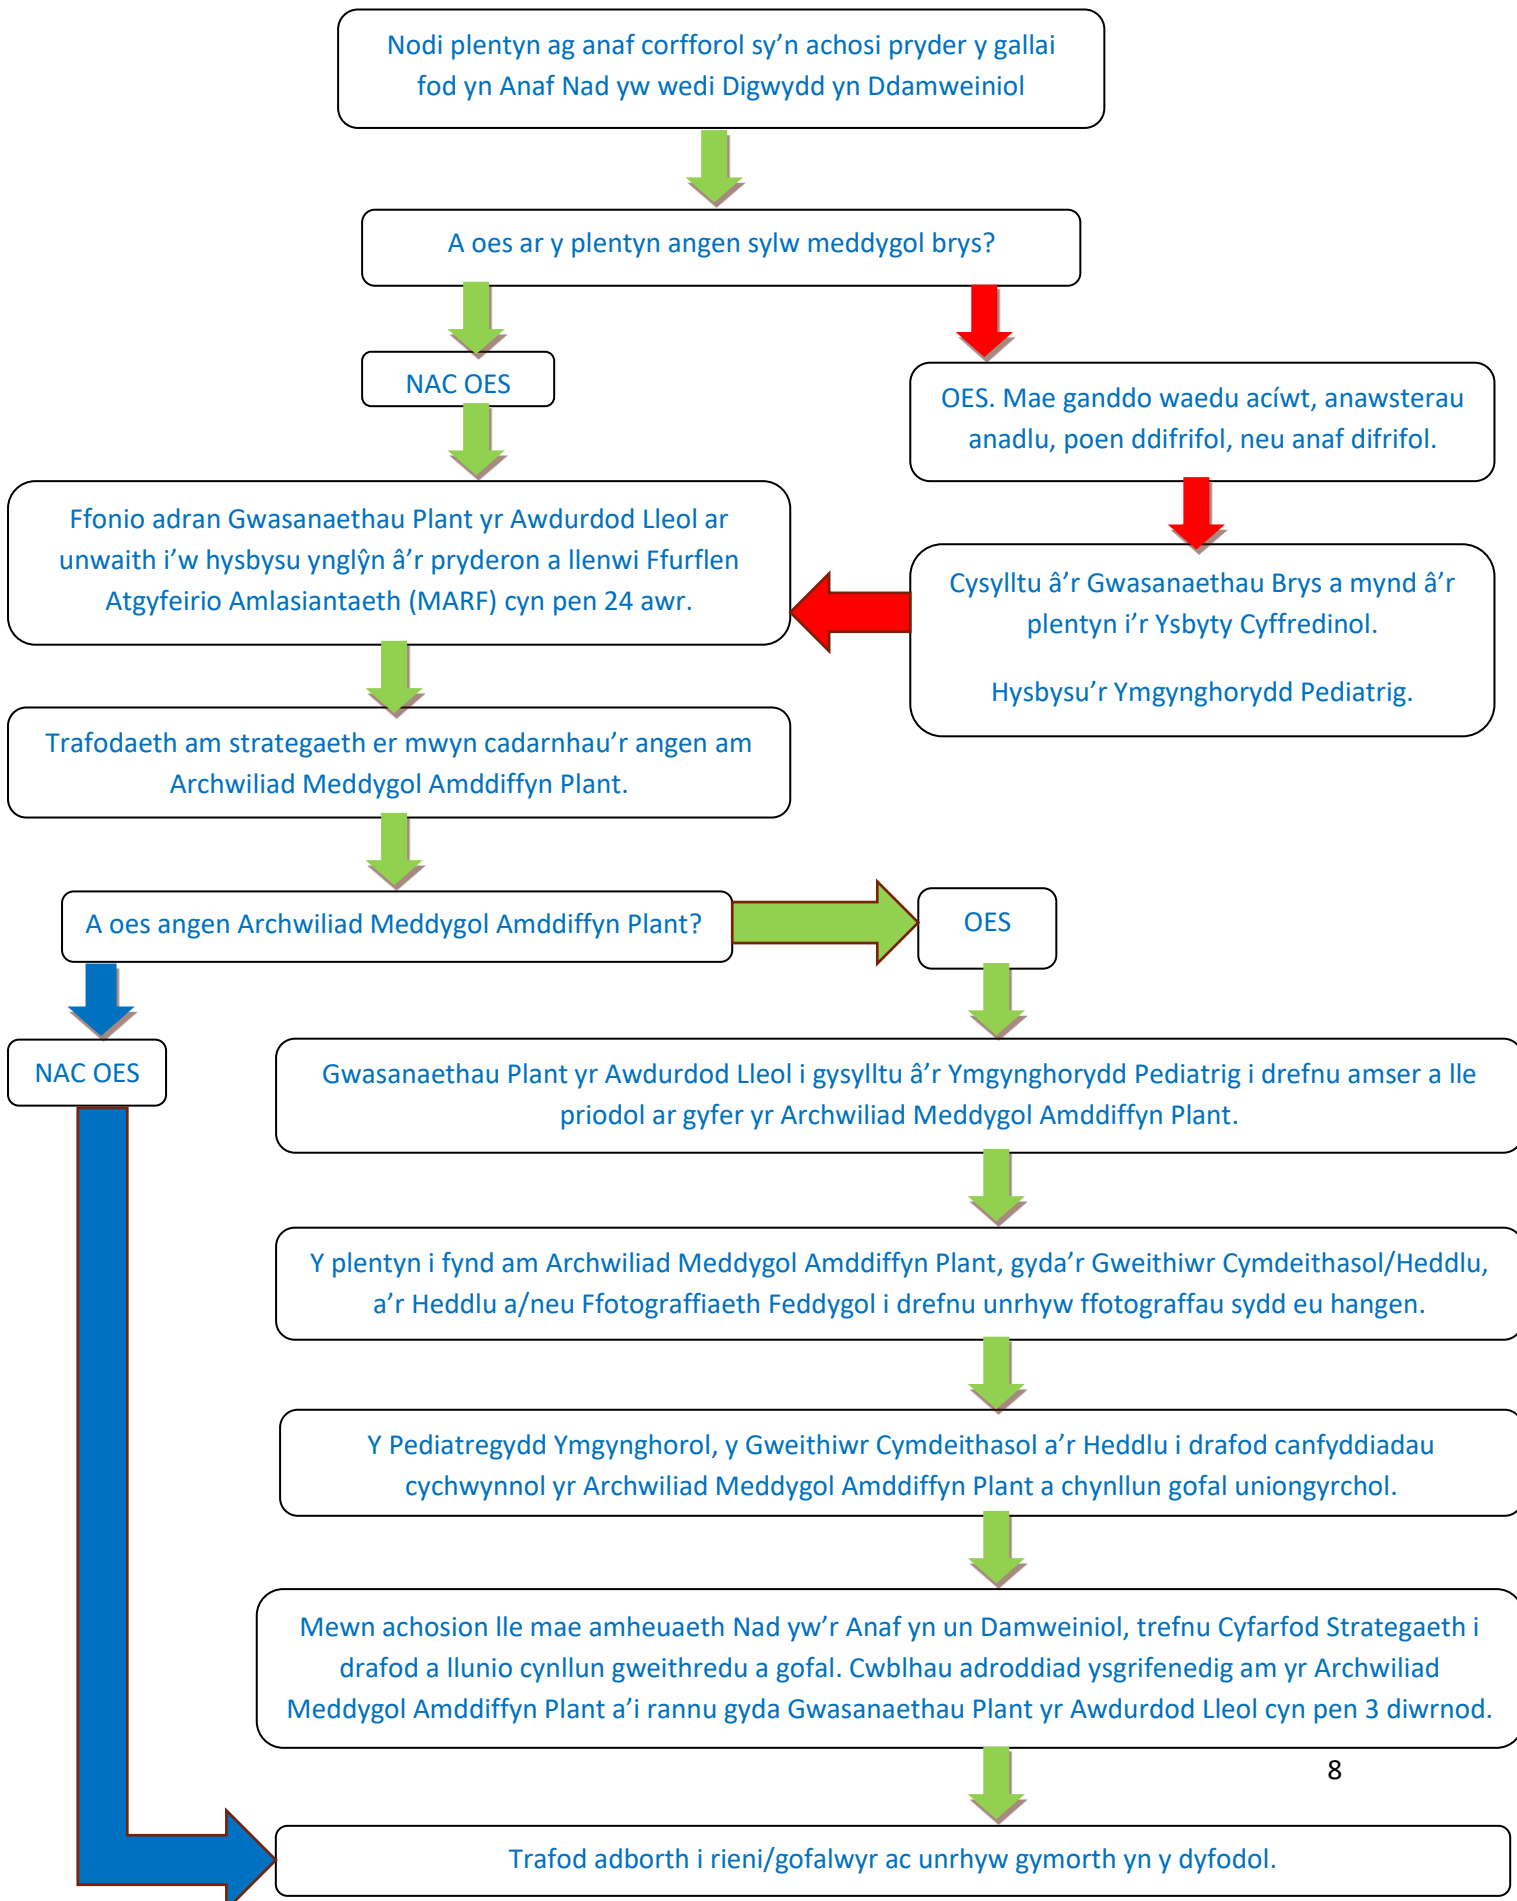 Nodi plentyn ag anaf corfforol sy’n achosi pryder y gallai
fod yn Anaf Nad yw wedi Digwydd yn Ddamweiniol
A oes ar y plentyn angen sylw meddygol brys?
NAC OES
OES. Mae ganddo waedu acíwt, anawsterau
anadlu, poen ddifrifol, neu anaf difrifol.
Ffonio adran Gwasanaethau Plant yr Awdurdod Lleol ar
unwaith i’w hysbysu ynglŷn â’r pryderon a llenwi Ffurflen
Atgyfeirio Amlasiantaeth (MARF) cyn pen 24 awr.
Cysylltu â’r Gwasanaethau Brys a mynd â’r
plentyn i’r Ysbyty Cyffredinol.
Hysbysu’r Ymgynghorydd Pediatrig.
Trafodaeth am strategaeth er mwyn cadarnhau’r angen am
Archwiliad Meddygol Amddiffyn Plant.
A oes angen Archwiliad Meddygol Amddiffyn Plant?
OES
NAC OES
Gwasanaethau Plant yr Awdurdod Lleol i gysylltu â’r Ymgynghorydd Pediatrig i drefnu amser a lle
priodol ar gyfer yr Archwiliad Meddygol Amddiffyn Plant.
Y plentyn i fynd am Archwiliad Meddygol Amddiffyn Plant, gyda’r Gweithiwr Cymdeithasol/Heddlu,
a’r Heddlu a/neu Ffotograffiaeth Feddygol i drefnu unrhyw ffotograffau sydd eu hangen.
Y Pediatregydd Ymgynghorol, y Gweithiwr Cymdeithasol a’r Heddlu i drafod canfyddiadau
cychwynnol yr Archwiliad Meddygol Amddiffyn Plant a chynllun gofal uniongyrchol.
Mewn achosion lle mae amheuaeth Nad yw’r Anaf yn un Damweiniol, trefnu Cyfarfod Strategaeth i
drafod a llunio cynllun gweithredu a gofal. Cwblhau adroddiad ysgrifenedig am yr Archwiliad
Meddygol Amddiffyn Plant a’i rannu gyda Gwasanaethau Plant yr Awdurdod Lleol cyn pen 3 diwrnod.
8
Trafod adborth i rieni/gofalwyr ac unrhyw gymorth yn y dyfodol.